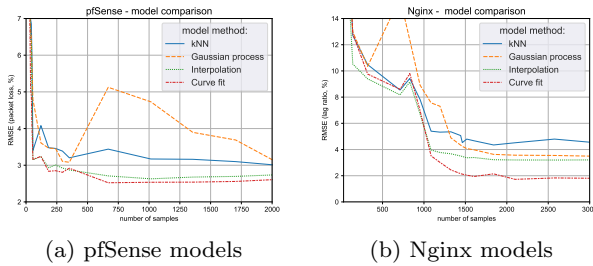 pfSense - model comparison
model method:
kNN
Gaussian process
Interpolation
Curve fit
RMSE (packet loss, %)
7
6
5
4
3
2
0 250 500 750 1000 1250 1500 1750 2000
number of samples
(a) pfSense models
Nginx - model comparison
model method:
kNN
Gaussian process
Interpolation
Curve fit
RMSE (lag ratio, %)
14
12
10
8
6
4
2
0
500 1000 1500 2000 2500 3000
number of samples
(b) Nginx models